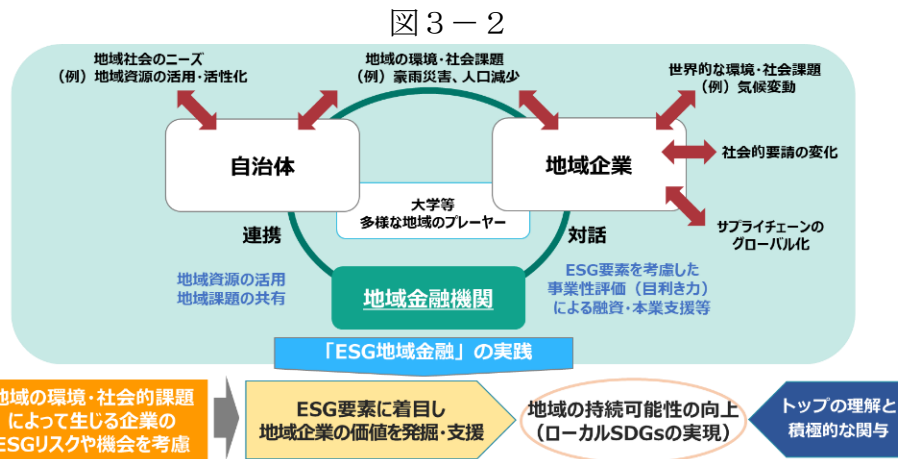 図３－２
地域社会のニーズ
（例）地域資源の活用・活性化
地域の環境・社会課題
（例）豪雨災害、人口減少
世界的な環境・社会課題
（例）気候変動
自治体
地域企業
社会的要請の変化
大学等
多様な地域のプレーヤー
サプライチェーンの
グローバル化
連携
対話
地域資源の活用
地域課題の共有
地域金融機関
ESG要素を考慮した
事業性評価（目利き力）
による融資・本業支援等
「ESG地域金融」の実践
地域の環境・社会的課題
によって生じる企業の
ESGリスクや機会を考慮
ESG要素に着目し
地域企業の価値を発掘・支援
地域の持続可能性の向上
（ローカルSDGsの実現）
トップの理解と
積極的な関与